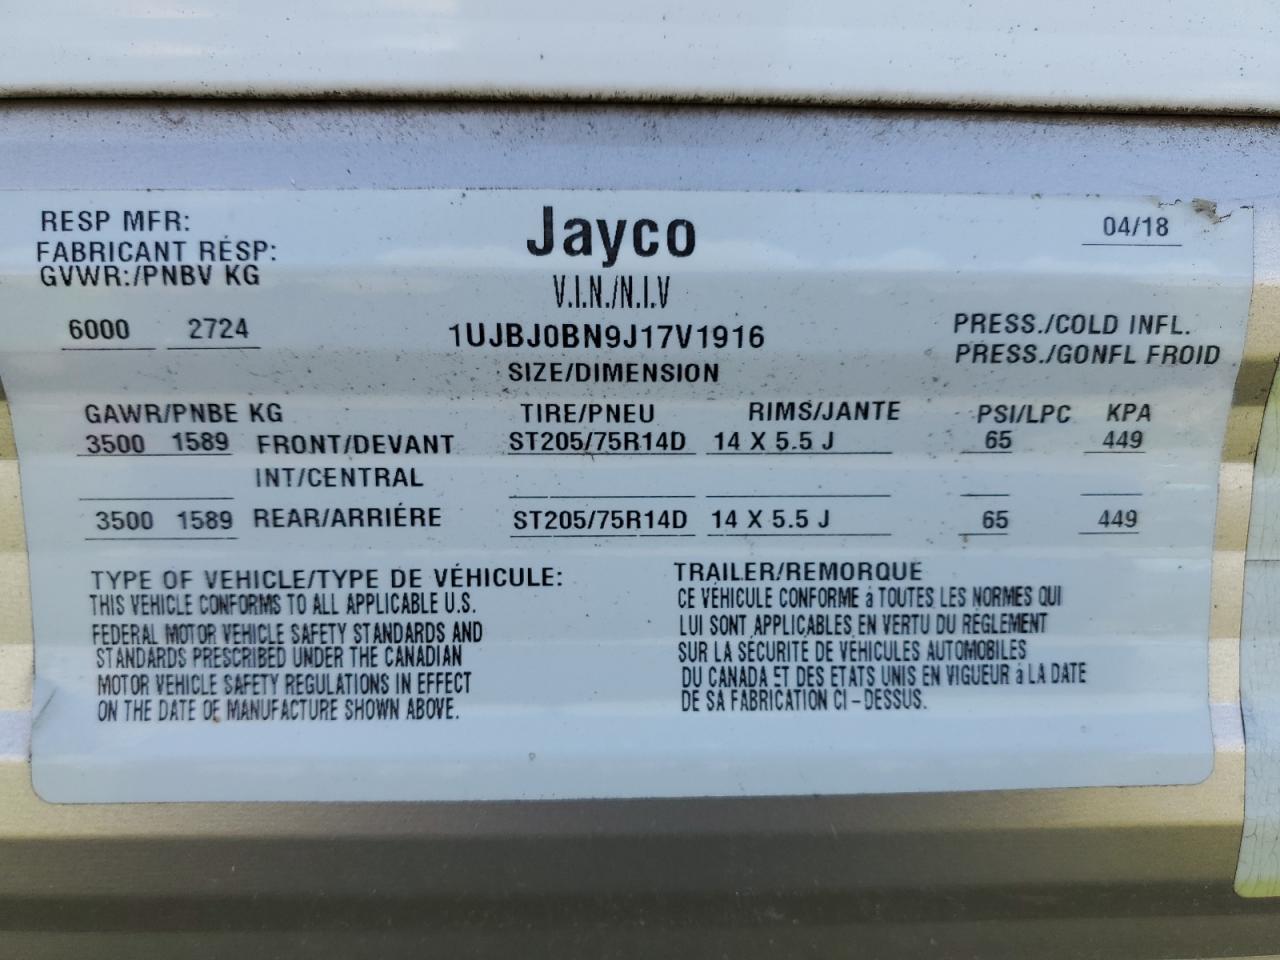 RESP MFR:
FABRICANT RÉSP:
GVWR:/PNBV KG
Jayco
04/18
V.I.N./N.I.V
6000 2724
1UJBJ0BN9J17V1916
PRESS./COLD INFL.
PRESS./GONFL FROID
SIZE/DIMENSION
GAWR/PNBE KG TIRE/PNEU RIMS/JANTE PSI/LPC KPA
3500 1589 FRONT/DEVANT ST205/75R14D 14 X 5.5 J 65 449
INT/CENTRAL
3500 1589 REAR/ARRIÉRE ST205/75R14D 14 X 5.5 J 65 449
TYPE OF VEHICLE/TYPE DE VÉHICULE: TRAILER/REMORQUE
THIS VEHICLE CONFORMS TO ALL APPLICABLE U.S.
FEDERAL MOTOR VEHICLE SAFETY STANDARDS AND
STANDARDS PRESCRIBED UNDER THE CANADIAN
MOTOR VEHICLE SAFETY REGULATIONS IN EFFECT
ON THE DATE OF MANUFACTURE SHOWN ABOVE.
CE VÉHICULE CONFORME à TOUTES LES NORMES QUI
LUI SONT APPLICABLES EN VERTU DU RÈGLEMENT
SUR LA SÉCURITE DE VÉHICULES AUTOMOBILES
DU CANADA ET DES ETATS UNIS EN VIGUEUR à LA DATE
DE SA FABRICATION CI-DESSUS.